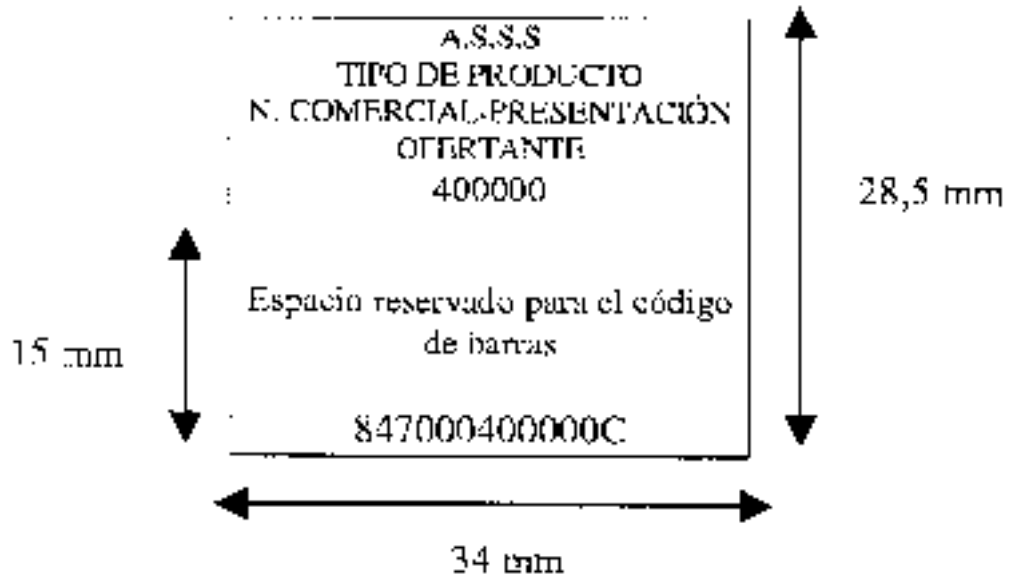 A.S.S.S
TIPO DE PRODUCTO
N. COMERCIAL-PRESENTACIÓN
OFERTANTE
400000
28,5 mm
Espacio reservado para el código
de barras
15 mm
847000400000C
34 mm